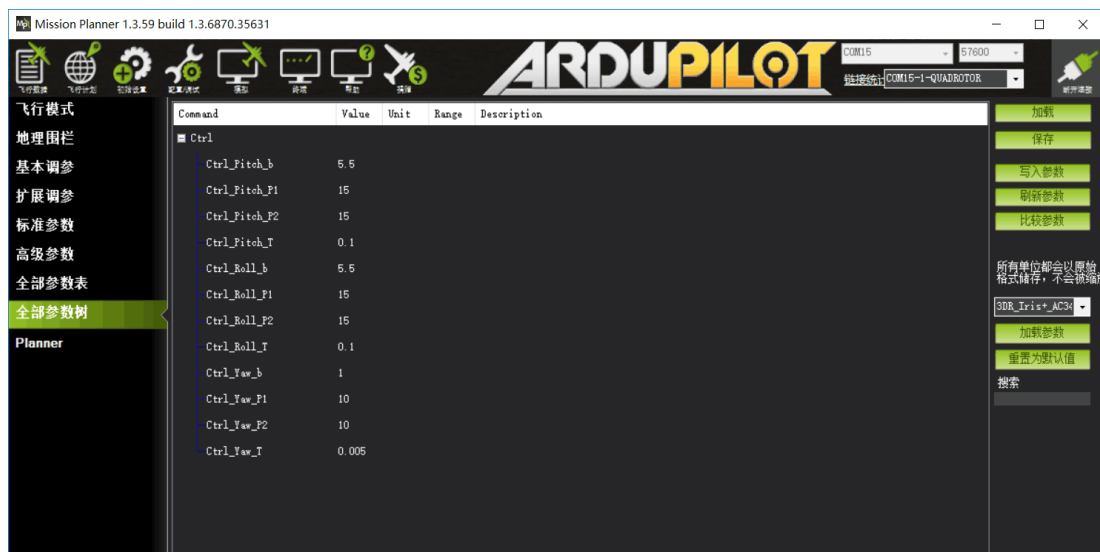 Mission Planner 1.3.59 build 1.3.6870.35631
飞行数据 飞行计划 初始设置 配置/调试 模拟 终端 帮助 捐赠
ARDUPILOT
COM15 57600
链接统计 COM15-1-QUADROTOR
断开连接
飞行模式
地理围栏
基本调参
扩展调参
标准参数
高级参数
全部参数表
全部参数树
Planner
Command Value Unit Range Description
Ctrl
Ctrl_Pitch_b 5.5
Ctrl_Pitch_P1 15
Ctrl_Pitch_P2 15
Ctrl_Pitch_T 0.1
Ctrl_Roll_b 5.5
Ctrl_Roll_P1 15
Ctrl_Roll_P2 15
Ctrl_Roll_T 0.1
Ctrl_Yaw_b 1
Ctrl_Yaw_P1 10
Ctrl_Yaw_P2 10
Ctrl_Yaw_T 0.005
加载
保存
写入参数
刷新参数
比较参数
所有单位都会以原始
格式储存，不会被缩放
3DR_Iris+_AC34
加载参数
重置为默认值
搜索